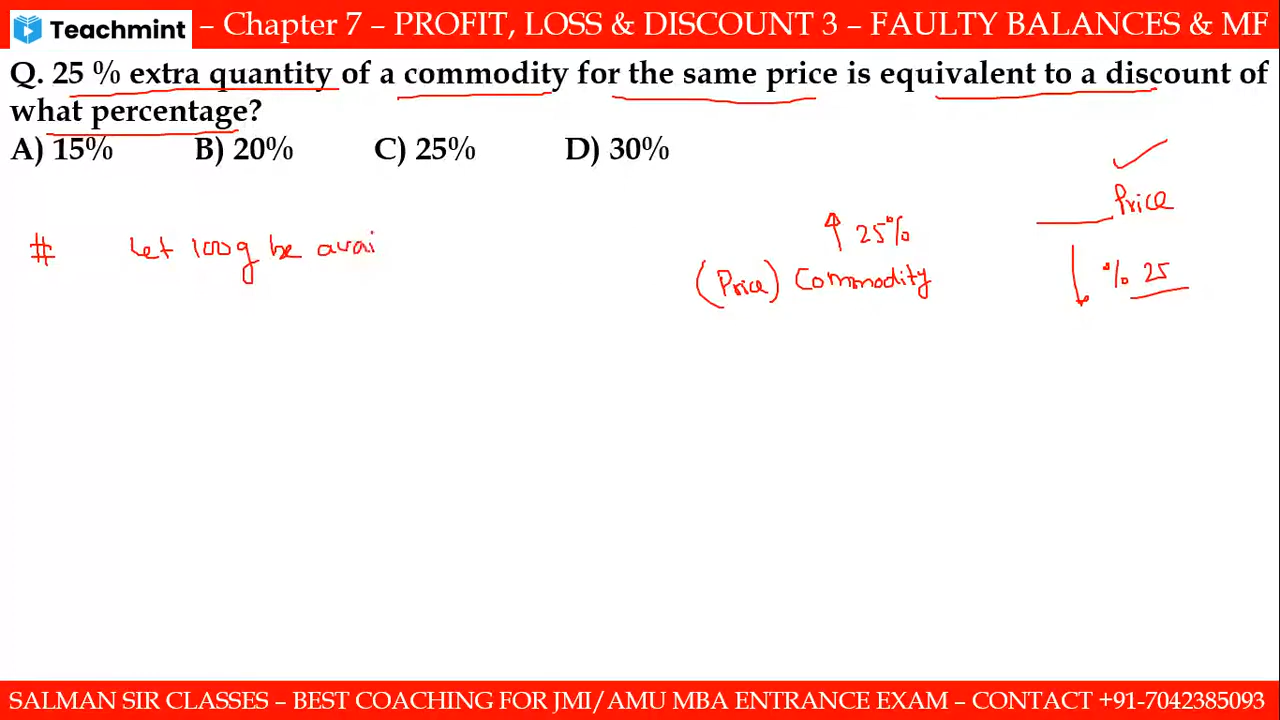 Teachmint – Chapter 7 – PROFIT, LOSS & DISCOUNT 3 – FAULTY BALANCES & MF
Q. 25 % extra quantity of a commodity for the same price is equivalent to a discount of
what percentage?
A) 15% B) 20% C) 25% D) 30%
Price
# Let 100g be avai
↑ 25%
(Price) Commodity
↓ % 25
SALMAN SIR CLASSES – BEST COACHING FOR JMI/AMU MBA ENTRANCE EXAM – CONTACT +91-7042385093